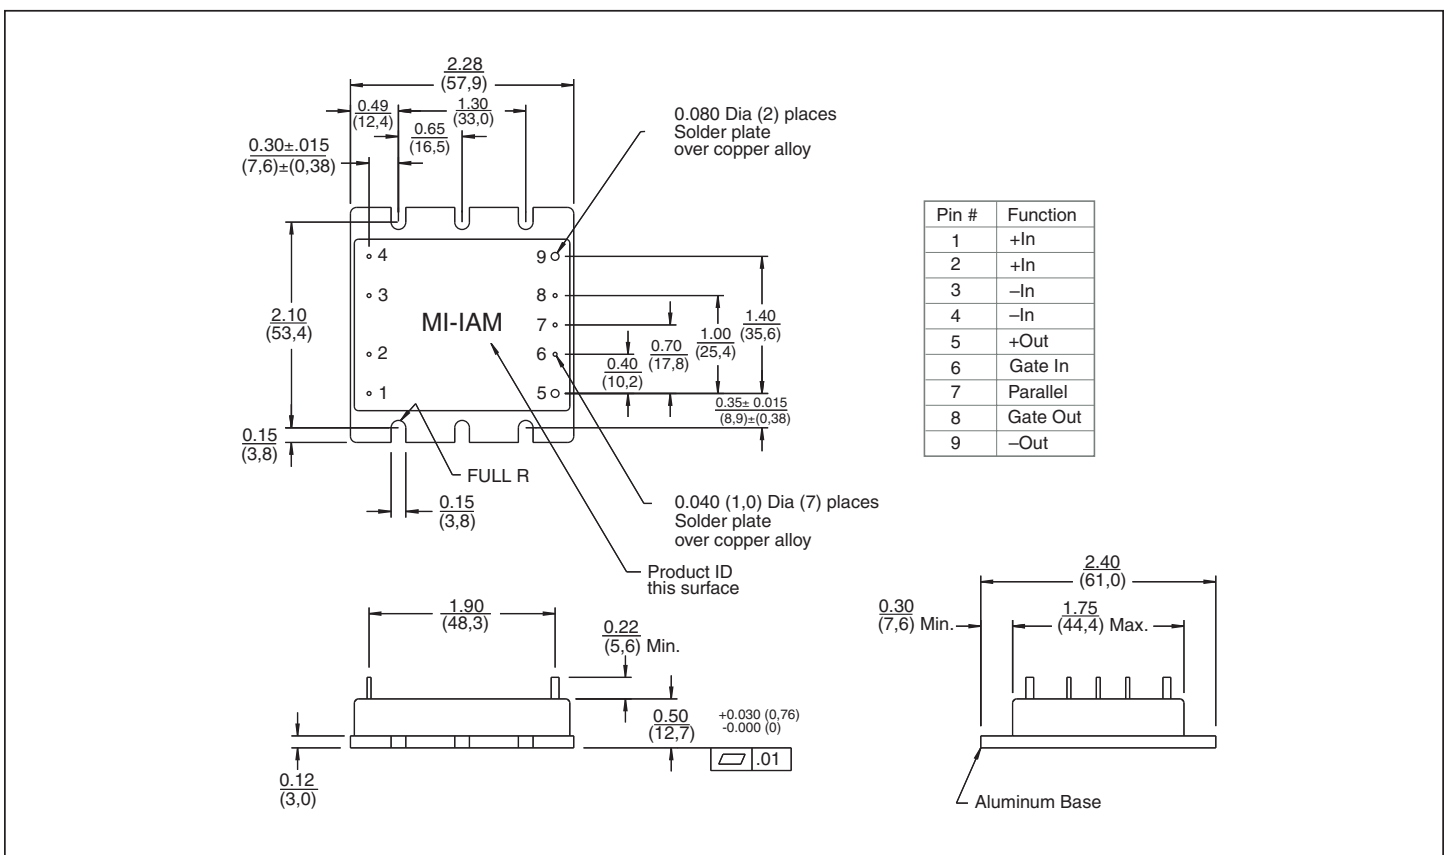 2.28
(57,9)
0.49
(12,4)
1.30
(33,0)
0.65
(16,5)
0.30±.015
(7,6)±(0,38)
0.080 Dia (2) places
Solder plate
over copper alloy
4
3
2
1
9
8
7
6
5
MI-IAM
2.10
(53,4)
0.15
(3,8)
0.40
(10,2)
0.70
(17,8)
1.00
(25,4)
1.40
(35,6)
0.35± 0.015
(8,9)±(0,38)
FULL R
0.15
(3,8)
0.040 (1,0) Dia (7) places
Solder plate
over copper alloy
Product ID
this surface
Pin # Function
1 +In
2 +In
3 –In
4 –In
5 +Out
6 Gate In
7 Parallel
8 Gate Out
9 –Out
1.90
(48,3)
0.22
(5,6) Min.
0.50
(12,7)
+0.030 (0,76)
-0.000 (0)
.01
0.12
(3,0)
2.40
(61,0)
0.30
(7,6) Min.
1.75
(44,4) Max.
Aluminum Base